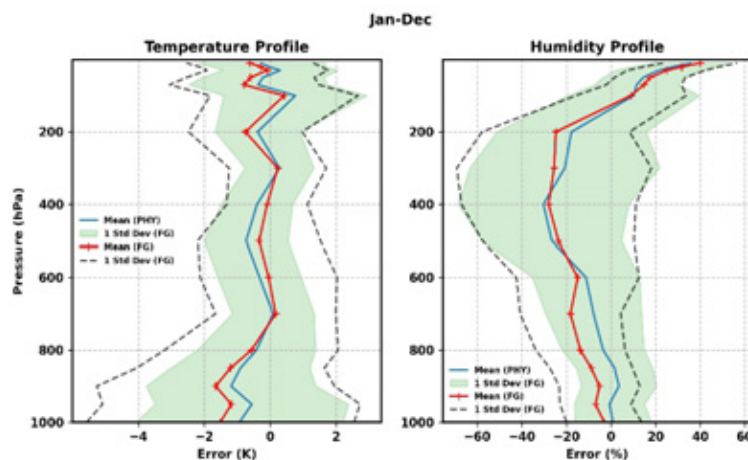 Jan-Dec
Temperature Profile
Humidity Profile
Pressure (hPa)
200
400
600
800
1000
Mean (PHY)
1 Std Dev (FG)
Mean (FG)
1 Std Dev (FG)
−4
−2
0
2
Error (K)
200
400
600
800
1000
Mean (PHY)
1 Std Dev (FG)
Mean (FG)
1 Std Dev (FG)
−60
−40
−20
0
20
40
60
Error (%)